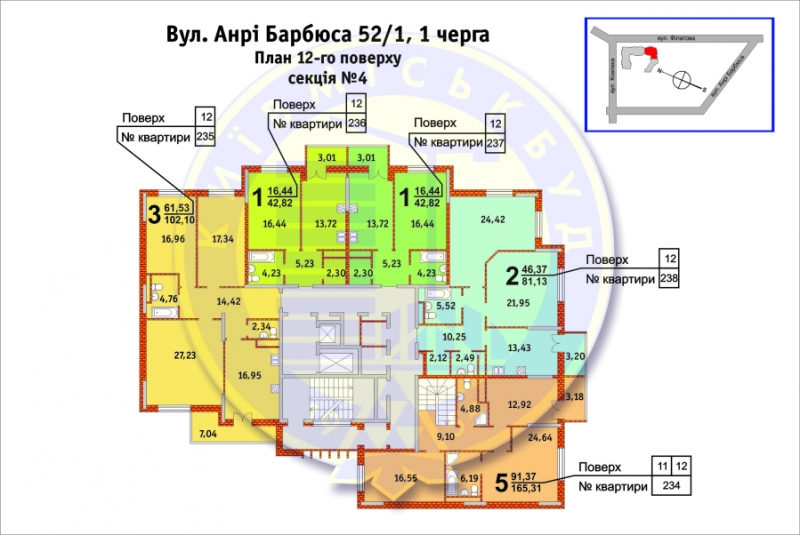 Вул. Анрі Барбюса 52/1, 1 черга
План 12-го поверху
секція №4
вул. Філатова
вул. Ковпака
вул. Анрі Барбюса
N
S
КИЇВМІСЬКБУД
Поверх 12
№ квартири 235
Поверх 12
№ квартири 236
Поверх 12
№ квартири 237
3 61,53
102,10
16,96
17,34
4,76
14,42
2,34
27,23
16,95
7,04
1 16,44
42,82
3,01
16,44
13,72
5,23
4,23
2,30
1 16,44
42,82
3,01
13,72
16,44
5,23
2,30
4,23
Поверх 12
№ квартири 238
2 46,37
81,13
24,42
21,95
5,52
10,25
2,12
2,49
13,43
3,20
Поверх 11 12
№ квартири 234
5 91,37
165,31
3,18
4,88
12,92
9,10
24,64
16,55
6,19